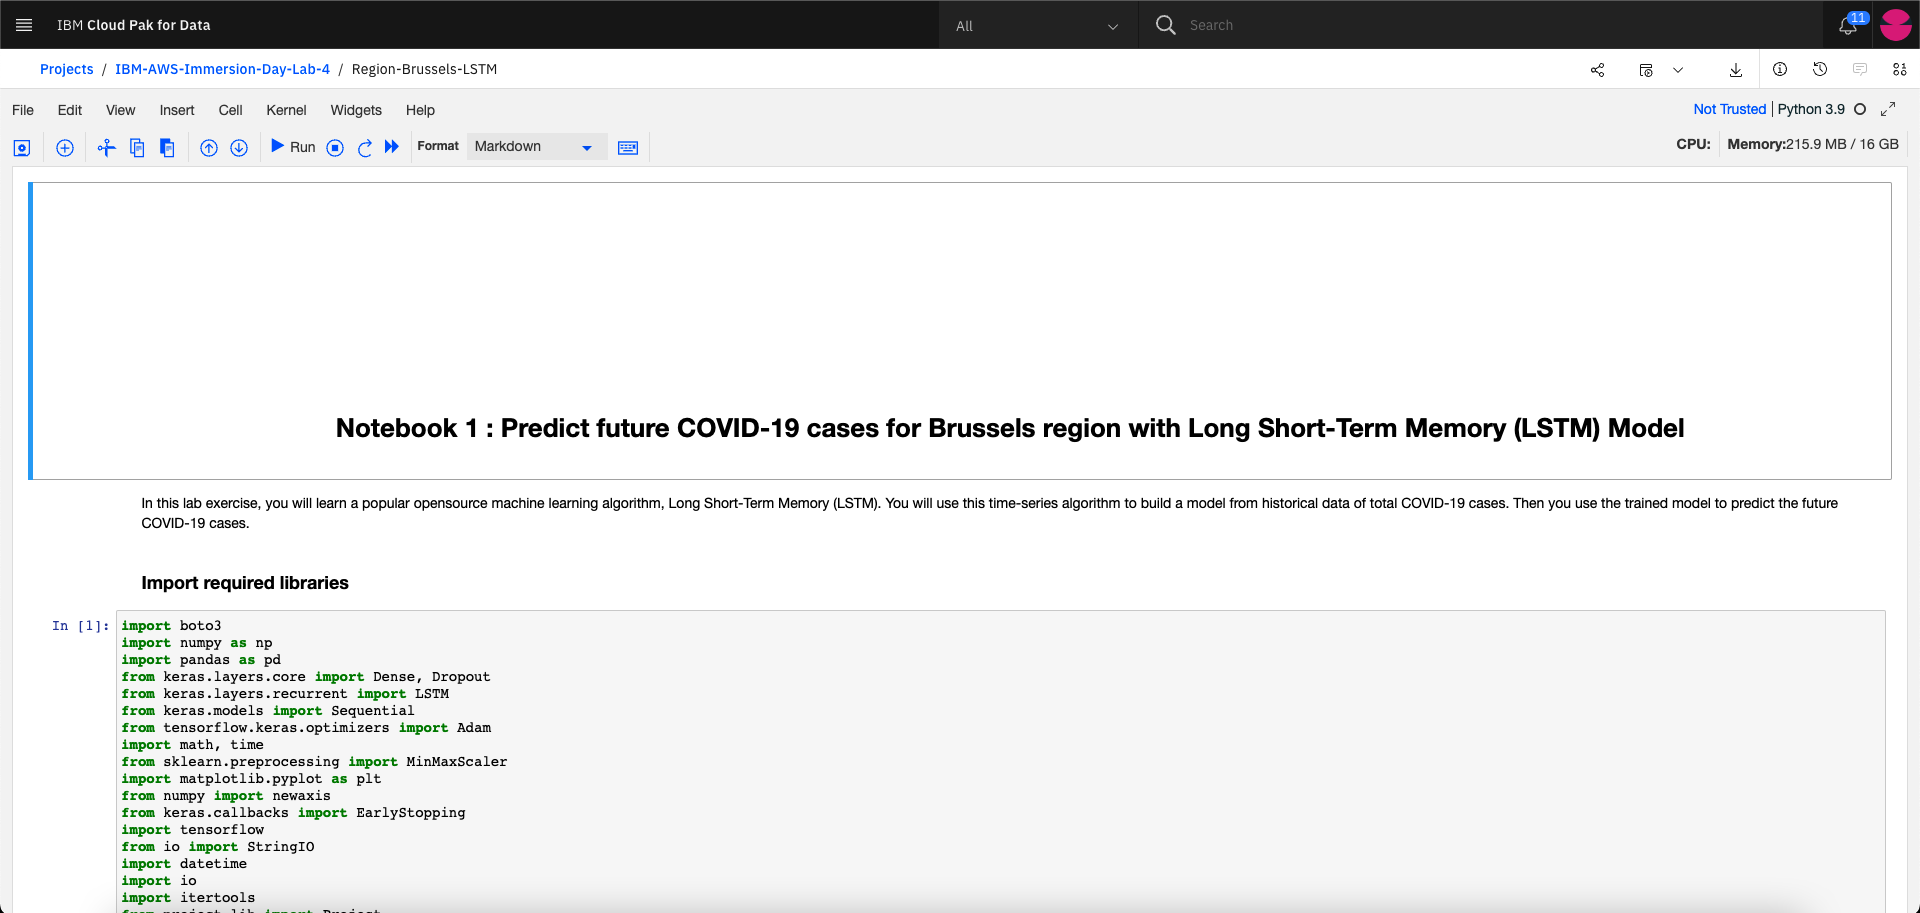 IBM Cloud Pak for Data
All
Search
11
Projects / IBM-AWS-Immersion-Day-Lab-4 / Region-Brussels-LSTM
File Edit View Insert Cell Kernel Widgets Help
Not Trusted | Python 3.9
Run
Format
Markdown
CPU:
Memory:215.9 MB / 16 GB
Notebook 1 : Predict future COVID-19 cases for Brussels region with Long Short-Term Memory (LSTM) Model
In this lab exercise, you will learn a popular opensource machine learning algorithm, Long Short-Term Memory (LSTM). You will use this time-series algorithm to build a model from historical data of total COVID-19 cases. Then you use the trained model to predict the future
COVID-19 cases.
Import required libraries
In [1]:
import boto3
import numpy as np
import pandas as pd
from keras.layers.core import Dense, Dropout
from keras.layers.recurrent import LSTM
from keras.models import Sequential
from tensorflow.keras.optimizers import Adam
import math, time
from sklearn.preprocessing import MinMaxScaler
import matplotlib.pyplot as plt
from numpy import newaxis
from keras.callbacks import EarlyStopping
import tensorflow
from io import StringIO
import datetime
import io
import itertools
from project_lib import Project